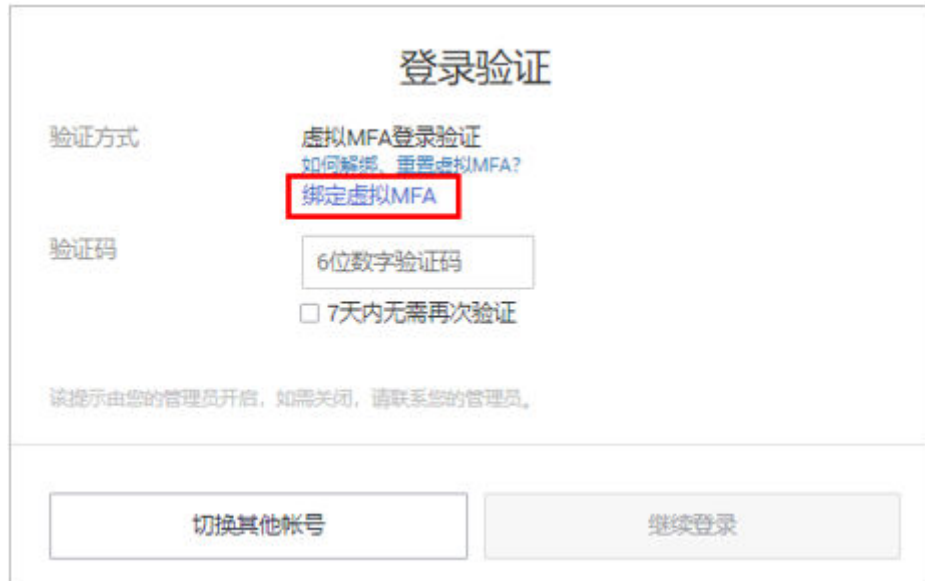 登录验证
验证方式
虚拟MFA登录验证
如何解绑、重置虚拟MFA?
绑定虚拟MFA
验证码
6位数字验证码
7天内无需再次验证
该提示由您的管理员开启，如需关闭，请联系您的管理员。
切换其他帐号
继续登录